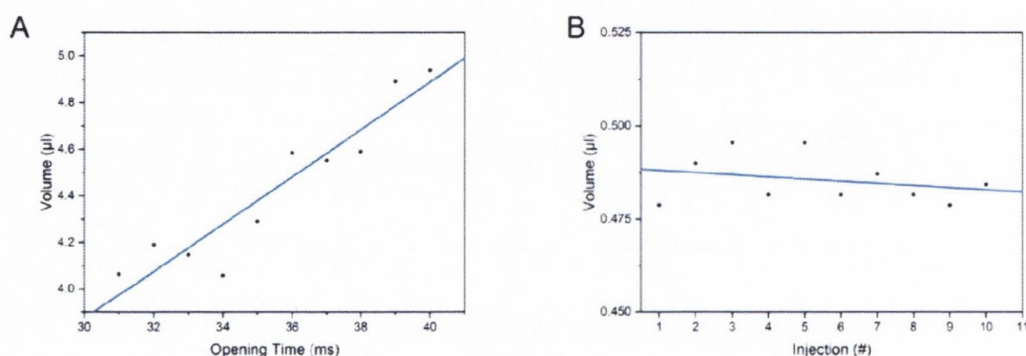 A
5.0
4.8
4.6
4.4
4.2
4.0
Volume (µl)
30 32 34 36 38 40
Opening Time (ms)
B
0.525
0.500
0.475
0.450
Volume (µl)
1 2 3 4 5 6 7 8 9 10 11
Injection (#)